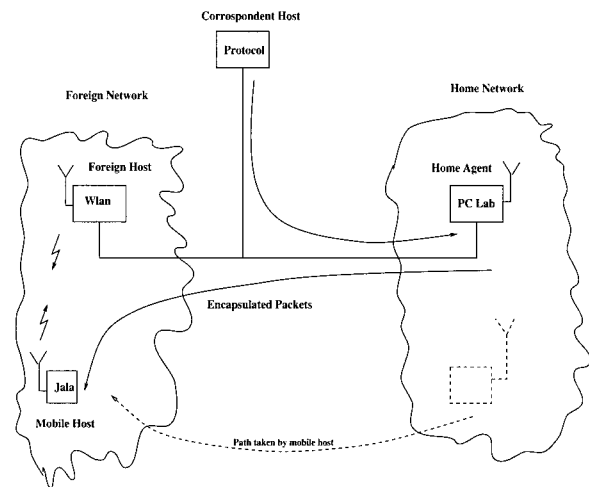 Corrospondent Host
Protocol
Foreign Network
Home Network
Foreign Host
Home Agent
Wlan
PC Lab
Encapsulated Packets
Jala
Mobile Host
Path taken by mobile host